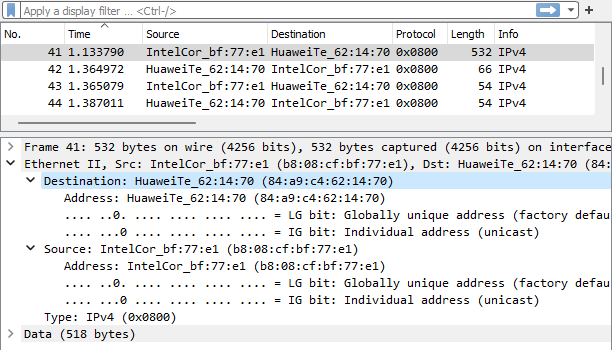 Apply a display filter ... <Ctrl-/>
No. Time Source Destination Protocol Length Info
41 1.133790 IntelCor_bf:77:e1 HuaweiTe_62:14:70 0x0800 532 IPv4
42 1.364972 HuaweiTe_62:14:70 IntelCor_bf:77:e1 0x0800 66 IPv4
43 1.365079 IntelCor_bf:77:e1 HuaweiTe_62:14:70 0x0800 54 IPv4
44 1.387011 HuaweiTe_62:14:70 IntelCor_bf:77:e1 0x0800 54 IPv4
Frame 41: 532 bytes on wire (4256 bits), 532 bytes captured (4256 bits) on interface
Ethernet II, Src: IntelCor_bf:77:e1 (b8:08:cf:bf:77:e1), Dst: HuaweiTe_62:14:70 (84:
Destination: HuaweiTe_62:14:70 (84:a9:c4:62:14:70)
Address: HuaweiTe_62:14:70 (84:a9:c4:62:14:70)
.... ..0. .... .... .... .... = LG bit: Globally unique address (factory defau
.... ...0 .... .... .... .... = IG bit: Individual address (unicast)
Source: IntelCor_bf:77:e1 (b8:08:cf:bf:77:e1)
Address: IntelCor_bf:77:e1 (b8:08:cf:bf:77:e1)
.... ..0. .... .... .... .... = LG bit: Globally unique address (factory defau
.... ...0 .... .... .... .... = IG bit: Individual address (unicast)
Type: IPv4 (0x0800)
Data (518 bytes)